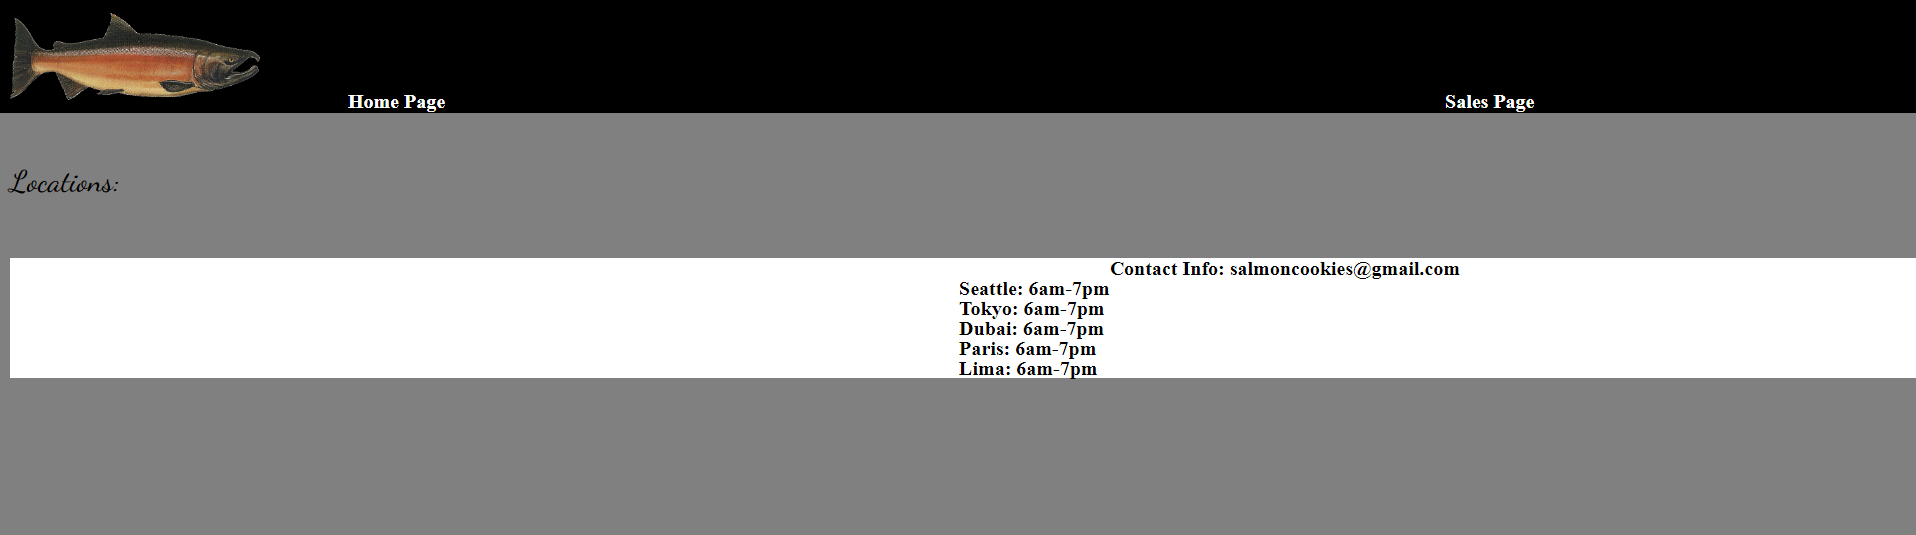 Home Page
Sales Page
Locations:
Contact Info: salmoncookies@gmail.com
Seattle: 6am-7pm
Tokyo: 6am-7pm
Dubai: 6am-7pm
Paris: 6am-7pm
Lima: 6am-7pm